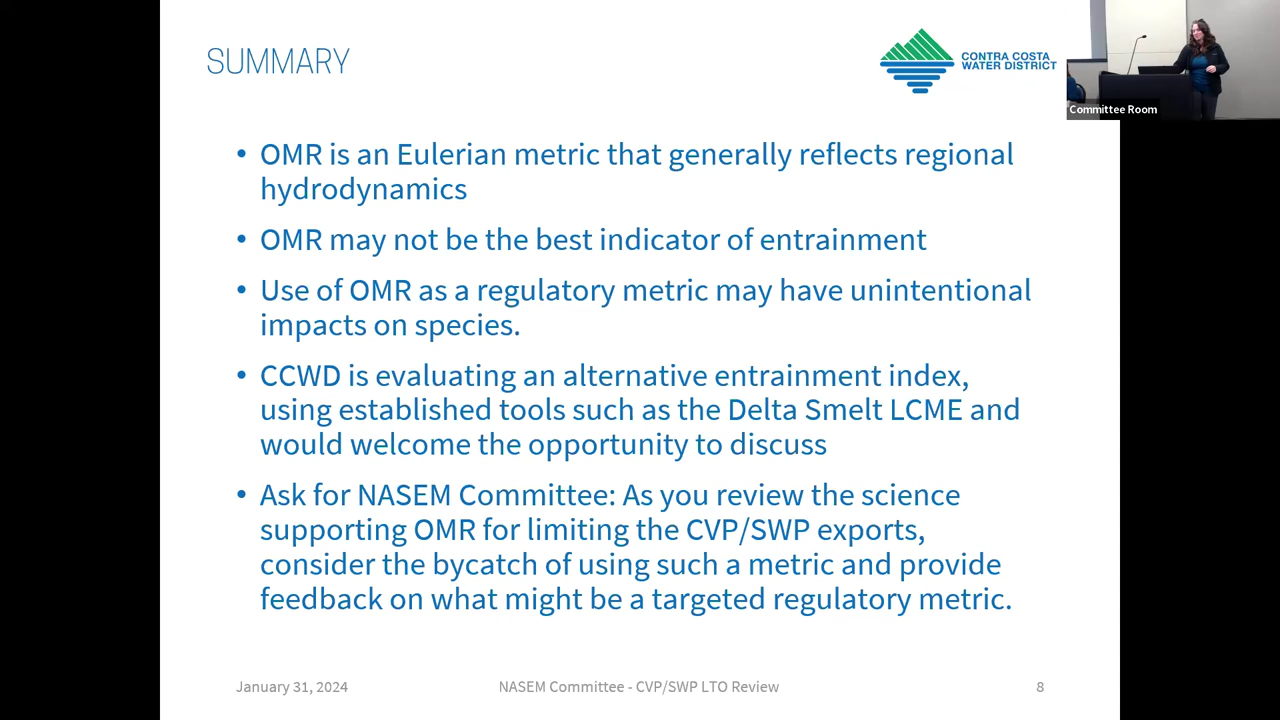 SUMMARY
CONTRA COSTA
WATER DISTRICT
Committee Room
• OMR is an Eulerian metric that generally reflects regional
hydrodynamics
• OMR may not be the best indicator of entrainment
• Use of OMR as a regulatory metric may have unintentional
impacts on species.
• CCWD is evaluating an alternative entrainment index,
using established tools such as the Delta Smelt LCME and
would welcome the opportunity to discuss
• Ask for NASEM Committee: As you review the science
supporting OMR for limiting the CVP/SWP exports,
consider the bycatch of using such a metric and provide
feedback on what might be a targeted regulatory metric.
January 31, 2024
NASEM Committee - CVP/SWP LTO Review
8